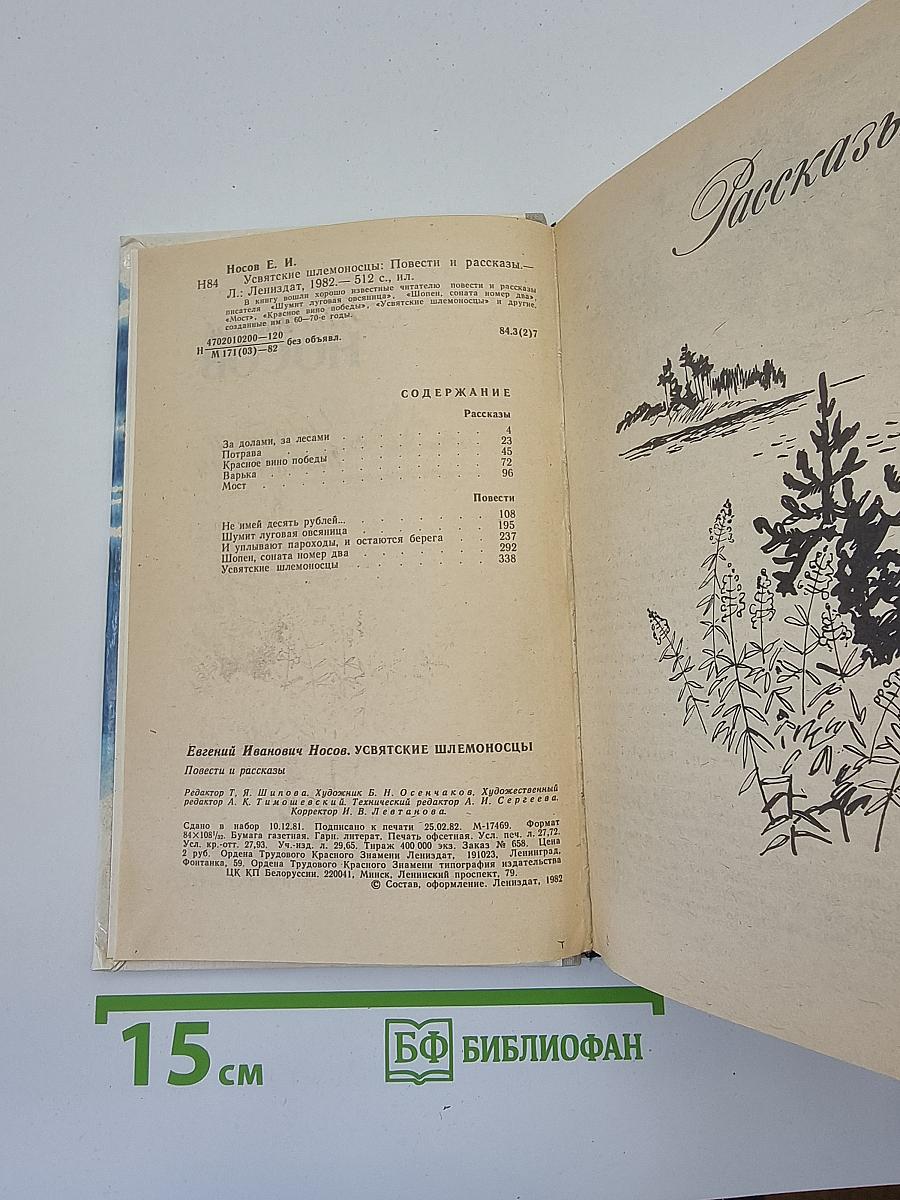 Носов Е. И.
Н84 Усвятские шлемоносцы: Повести и рассказы.—
Л.: Лениздат, 1982.— 512 с., ил.
В книгу вошли хорошо известные читателю повести и рассказы
писателя «Шумит луговая овсяница», «Шопен, соната номер два»,
«Мост», «Красное вино победы», «Усвятские шлемоносцы» и другие,
созданные им в 60—70-е годы.
Н 4702010200—120
М 171(03)—82 без объявл. 84.3(2)7
СОДЕРЖАНИЕ
Рассказы
За долами, за лесами . . . . . . . . . . 4
Потрава . . . . . . . . . . 23
Красное вино победы . . . . . . . . . . 45
Варька . . . . . . . . . . 72
Мост . . . . . . . . . . 96
Повести
Не имей десять рублей... . . . . . . . . 108
Шумит луговая овсяница . . . . . . . . 195
И уплывают пароходы, и остаются берега . . 237
Шопен, соната номер два . . . . . . . . 292
Усвятские шлемоносцы . . . . . . . . 338
Евгений Иванович Носов. УСВЯТСКИЕ ШЛЕМОНОСЦЫ
Повести и рассказы
Редактор Т. Я. Шипова. Художник Б. Н. Осенчаков. Художественный
редактор А. К. Тимошевский. Технический редактор А. И. Сергеева.
Корректор И. В. Левтанова.
Сдано в набор 10.12.81. Подписано к печати 25.02.82. М-17469. Формат
84×108¹/₃₂. Бумага газетная. Гарн. литерат. Печать офсетная. Усл. печ. л. 27,72.
Усл. кр.-отт. 27,93. Уч.-изд. л. 29,65. Тираж 400 000 экз. Заказ № 658. Цена
2 руб. Ордена Трудового Красного Знамени Лениздат, 191023, Ленинград,
Фонтанка, 59. Ордена Трудового Красного Знамени типография издательства
ЦК КП Белоруссии. 220041, Минск, Ленинский проспект, 79.
© Состав, оформление. Лениздат, 1982
Рассказы
15 см
БФ БИБЛИОФАН